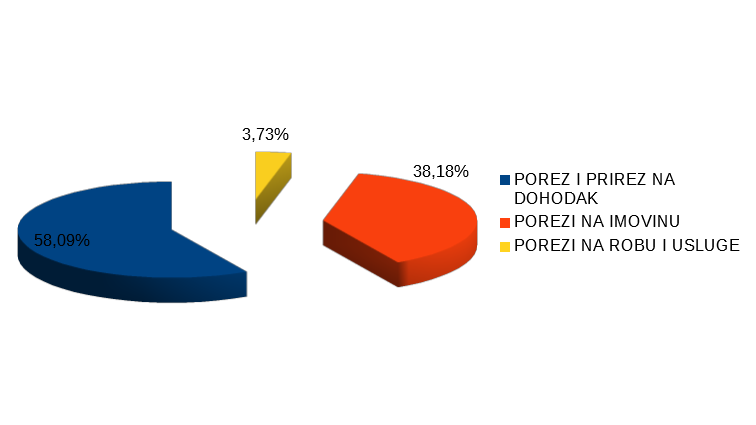 3,73%
38,18%
58,09%
POREZ I PRIREZ NA
DOHODAK
POREZI NA IMOVINU
POREZI NA ROBU I USLUGE